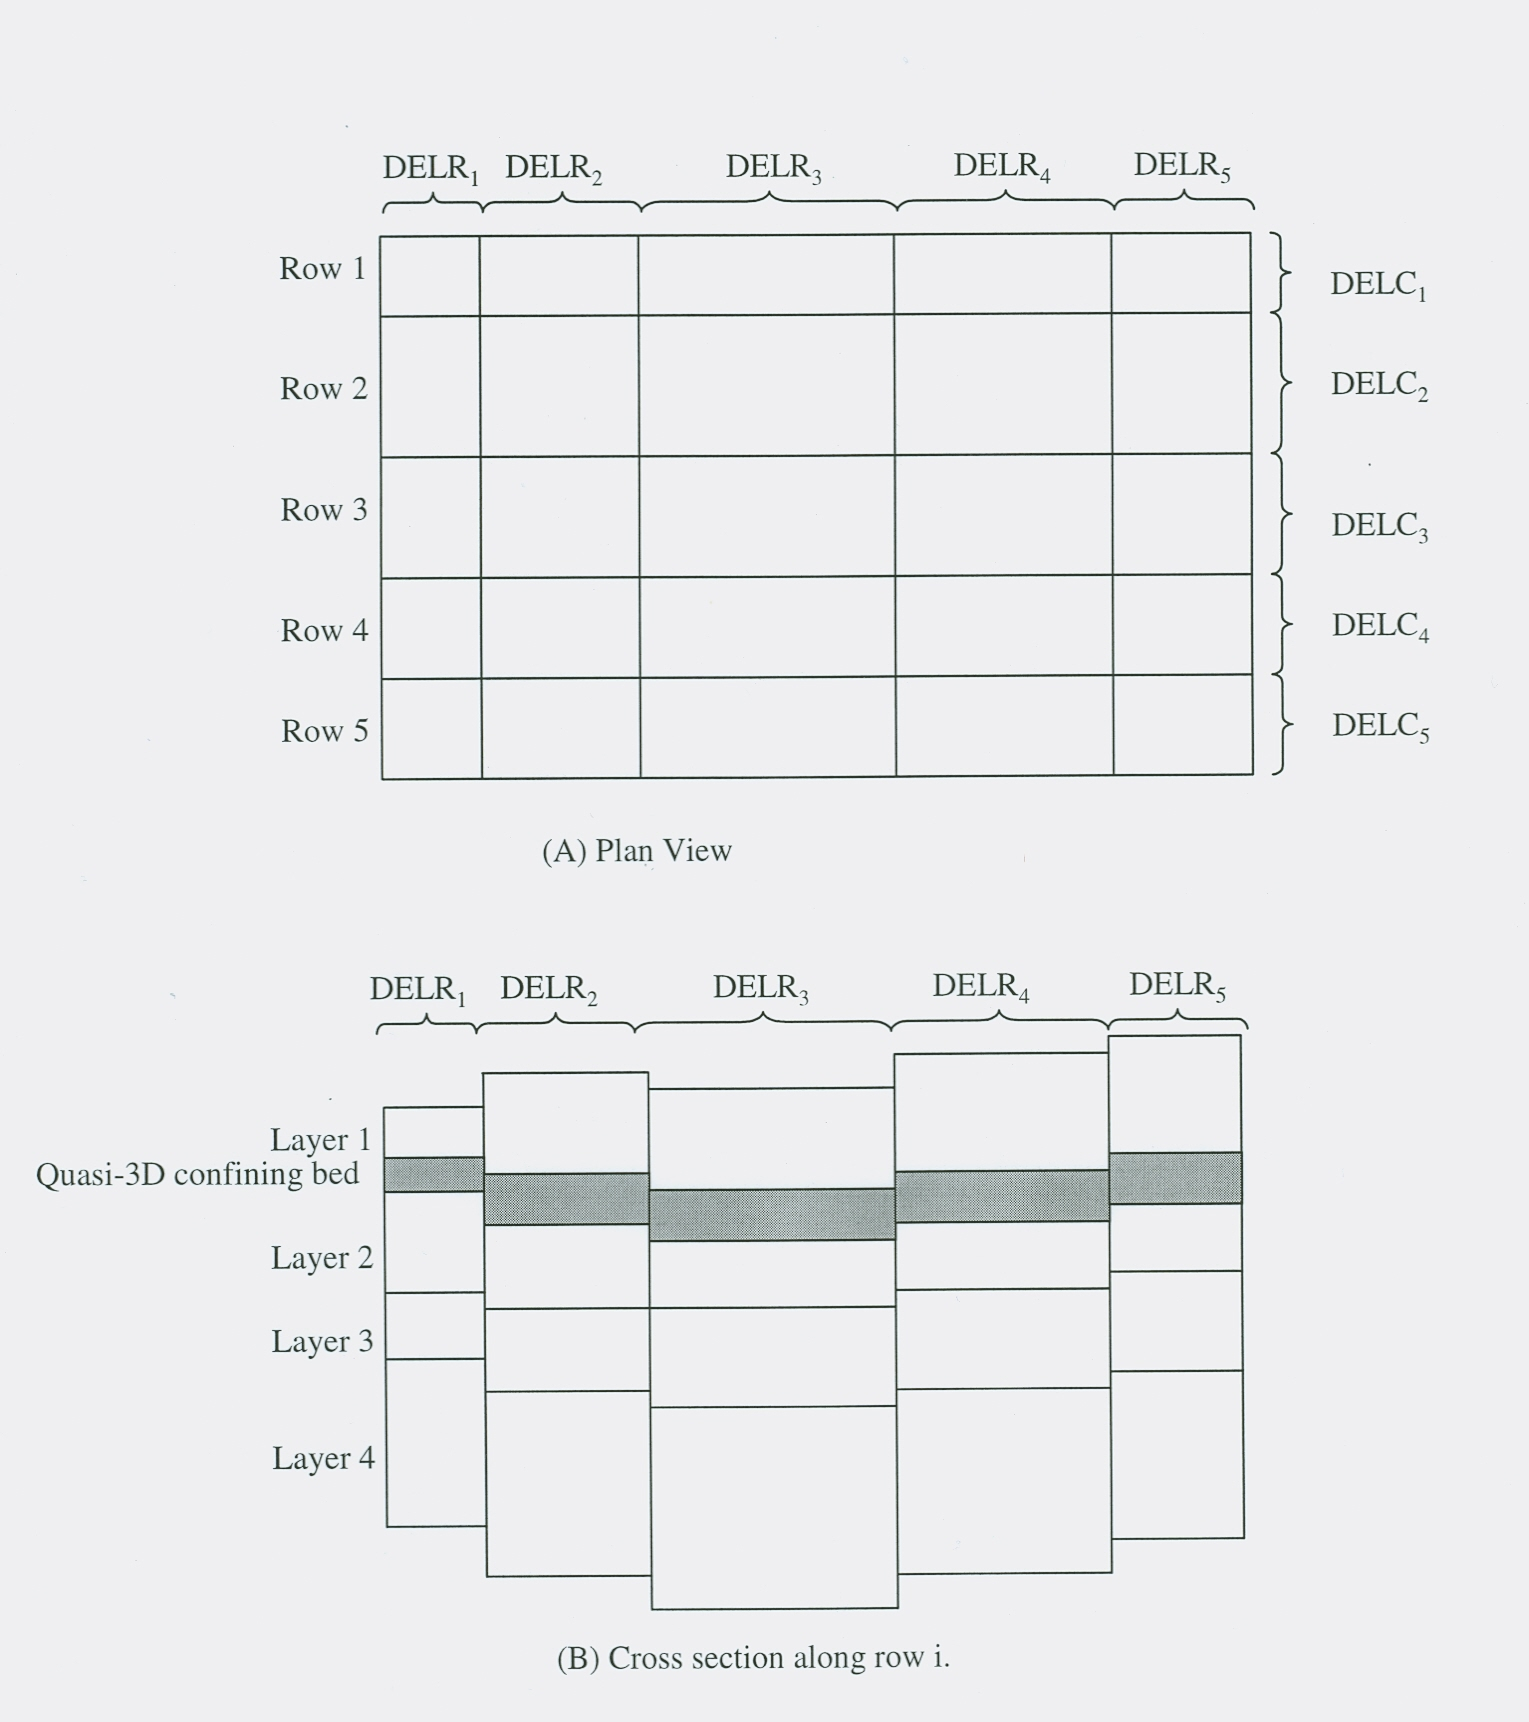 DELR₁ DELR₂ DELR₃ DELR₄ DELR₅
Row 1
DELC₁
Row 2
DELC₂
Row 3
DELC₃
Row 4
DELC₄
Row 5
DELC₅
(A) Plan View
DELR₁ DELR₂ DELR₃ DELR₄ DELR₅
Layer 1
Quasi-3D confining bed
Layer 2
Layer 3
Layer 4
(B) Cross section along row i.